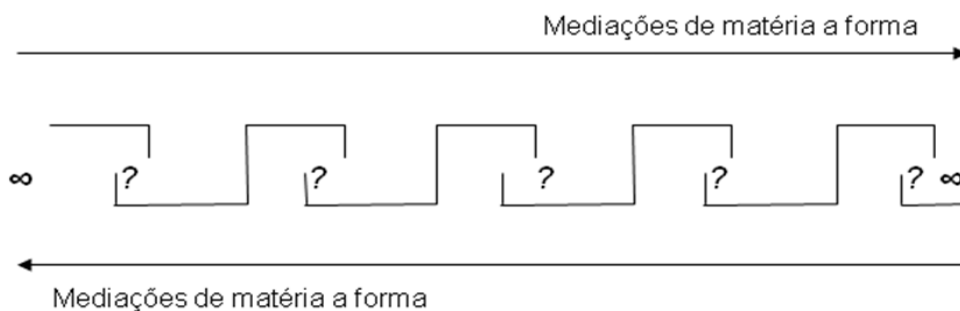 Mediações de matéria a forma
∞ ? ? ? ? ? ∞
Mediações de matéria a forma